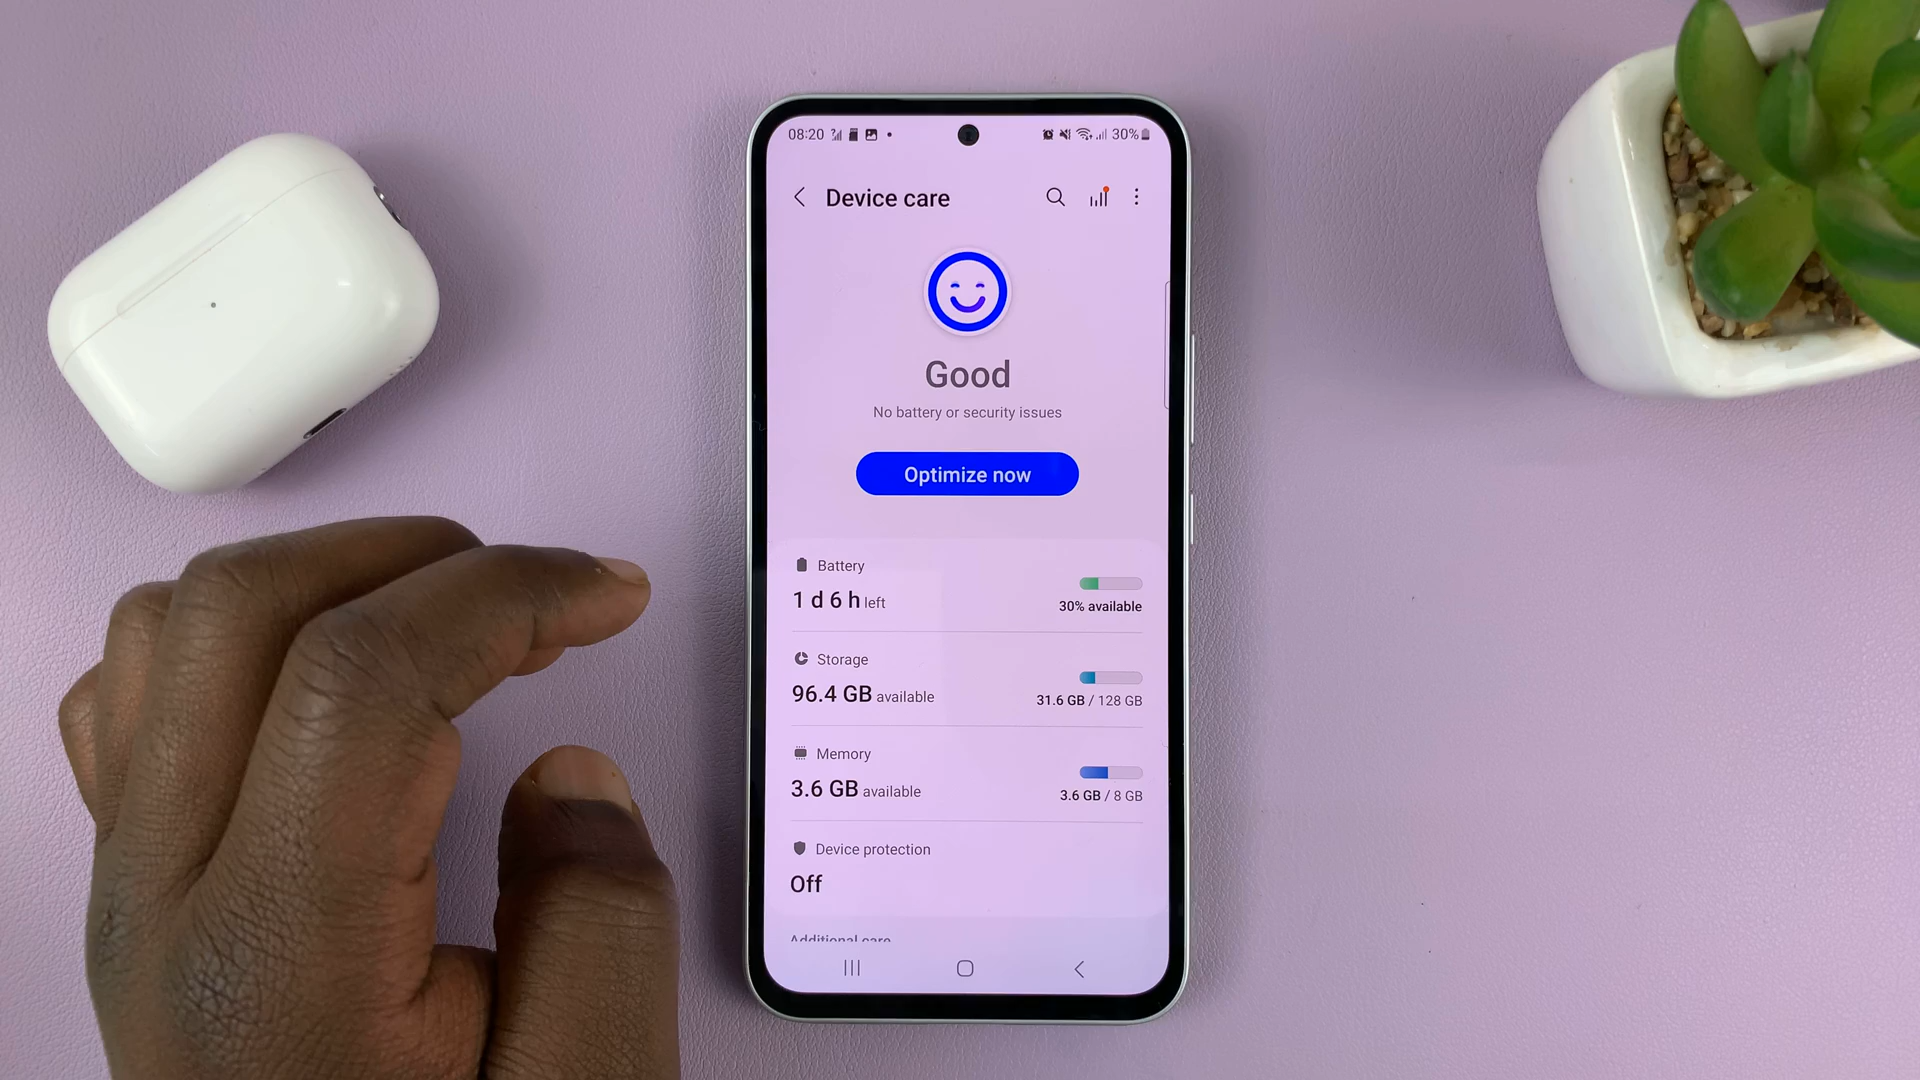 08:20 30%
Device care
Good
No battery or security issues
Optimize now
Battery
1 d 6 h left
30% available
Storage
96.4 GB available
31.6 GB / 128 GB
Memory
3.6 GB available
3.6 GB / 8 GB
Device protection
Off
Additional care